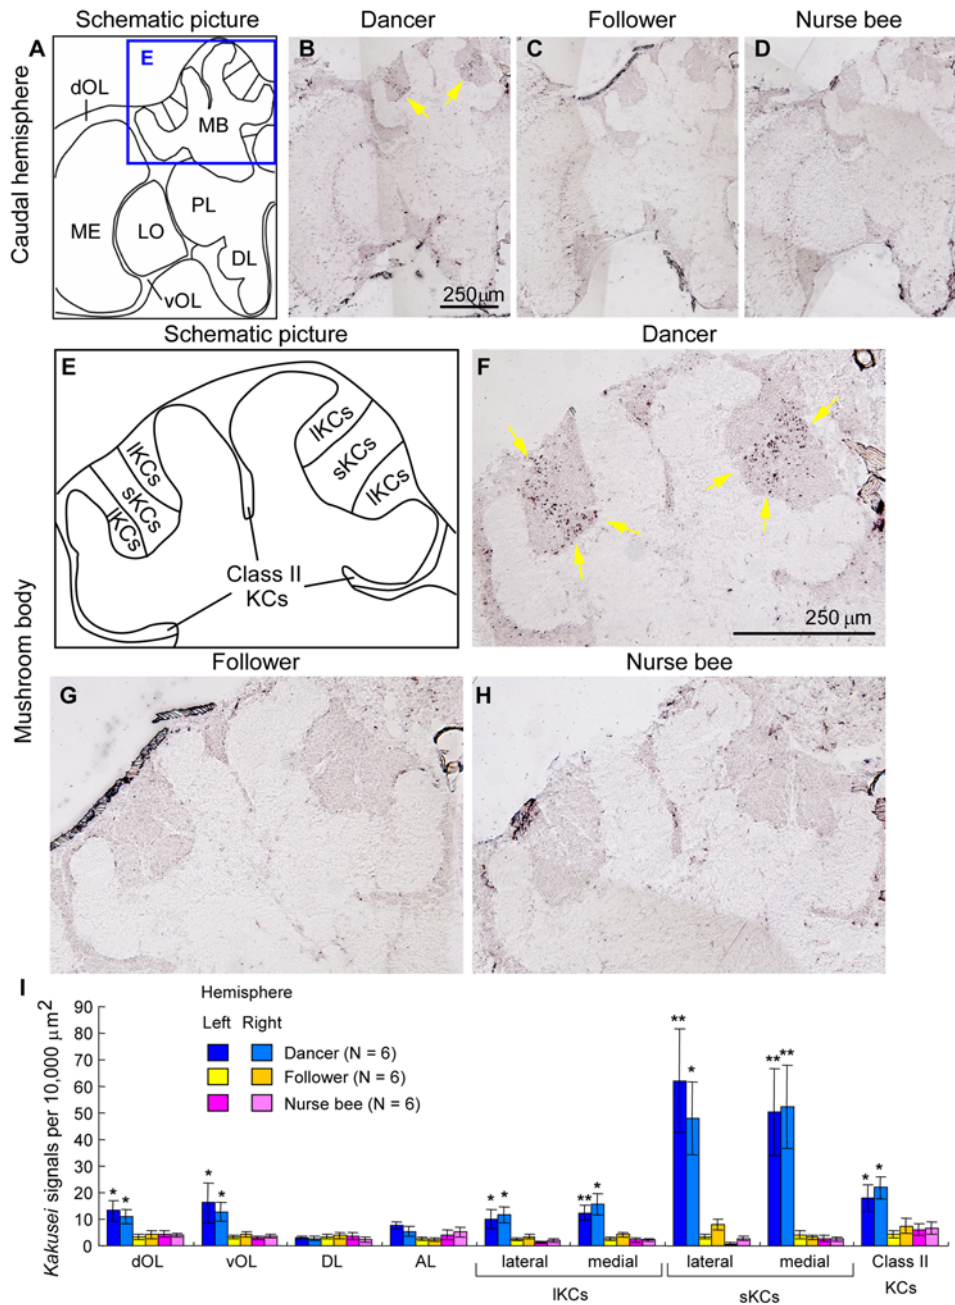 Schematic picture Dancer Follower Nurse bee
A B C D
E
dOL
MB
PL
ME LO
DL
vOL
250 μm
Caudal hemisphere
Schematic picture Dancer
E F
lKCs lKCs
sKCs sKCs
lKCs lKCs
Class II
KCs
250 μm
Mushroom body
Follower Nurse bee
G H
I
Kakusei signals per 10,000 μm2
90
80
70
60
50
40
30
20
10
0
Hemisphere
Left Right
Dancer (N = 6)
Follower (N = 6)
Nurse bee (N = 6)
* * * * * * ** * ** * ** ** * *
dOL vOL DL AL lateral medial lateral medial Class II
lKCs sKCs KCs